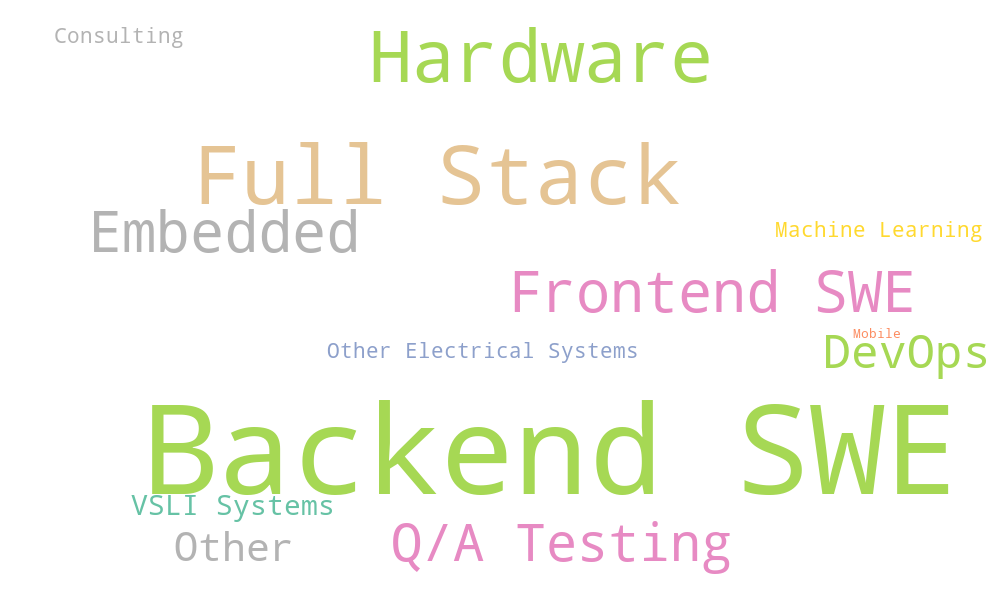 Consulting
Hardware
Full Stack
Embedded
Machine Learning
Frontend SWE
Mobile
Other Electrical Systems
DevOps
Backend SWE
VSLI Systems
Other
Q/A Testing